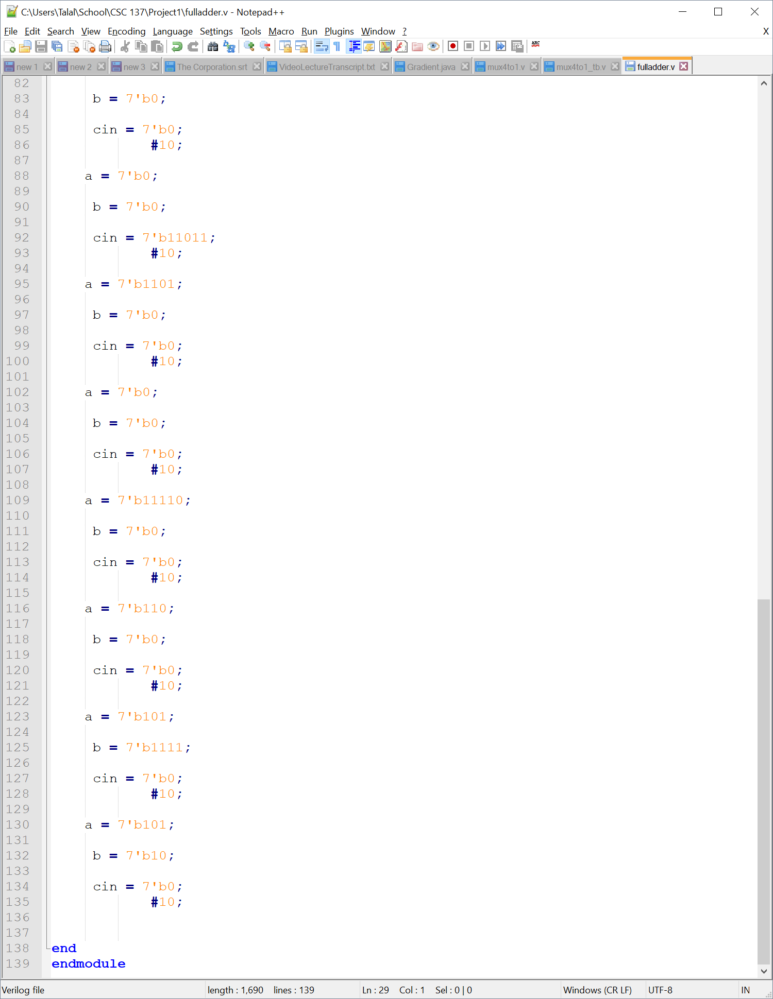 C:\Users\Talal\School\CSC 137\Project1\fulladder.v - Notepad++
File Edit Search View Encoding Language Settings Tools Macro Run Plugins Window ? X
ABC
new 1 new 2 new 3 The Corporation.srt VideoLectureTranscript.txt Gradient.java mux4to1.v mux4to1_tb.v fulladder.v
82
83 b = 7'b0;
84
85 cin = 7'b0;
86 #10;
87
88 a = 7'b0;
89
90 b = 7'b0;
91
92 cin = 7'b11011;
93 #10;
94
95 a = 7'b1101;
96
97 b = 7'b0;
98
99 cin = 7'b0;
100 #10;
101
102 a = 7'b0;
103
104 b = 7'b0;
105
106 cin = 7'b0;
107 #10;
108
109 a = 7'b11110;
110
111 b = 7'b0;
112
113 cin = 7'b0;
114 #10;
115
116 a = 7'b110;
117
118 b = 7'b0;
119
120 cin = 7'b0;
121 #10;
122
123 a = 7'b101;
124
125 b = 7'b1111;
126
127 cin = 7'b0;
128 #10;
129
130 a = 7'b101;
131
132 b = 7'b10;
133
134 cin = 7'b0;
135 #10;
136
137
138 end
139 endmodule
Verilog file length : 1,690 lines : 139 Ln : 29 Col : 1 Sel : 0 | 0 Windows (CR LF) UTF-8 IN